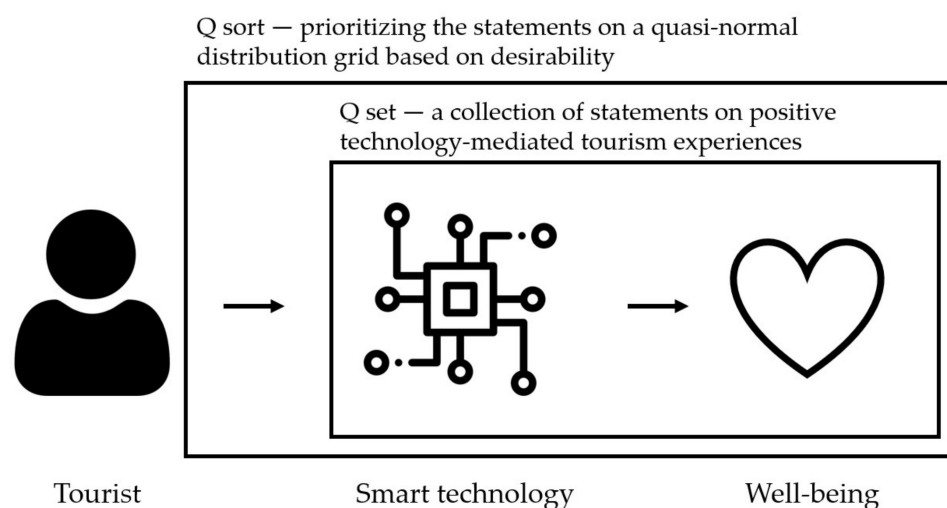 Q sort — prioritizing the statements on a quasi-normal
distribution grid based on desirability
Q set — a collection of statements on positive
technology-mediated tourism experiences
Tourist
Smart technology
Well-being